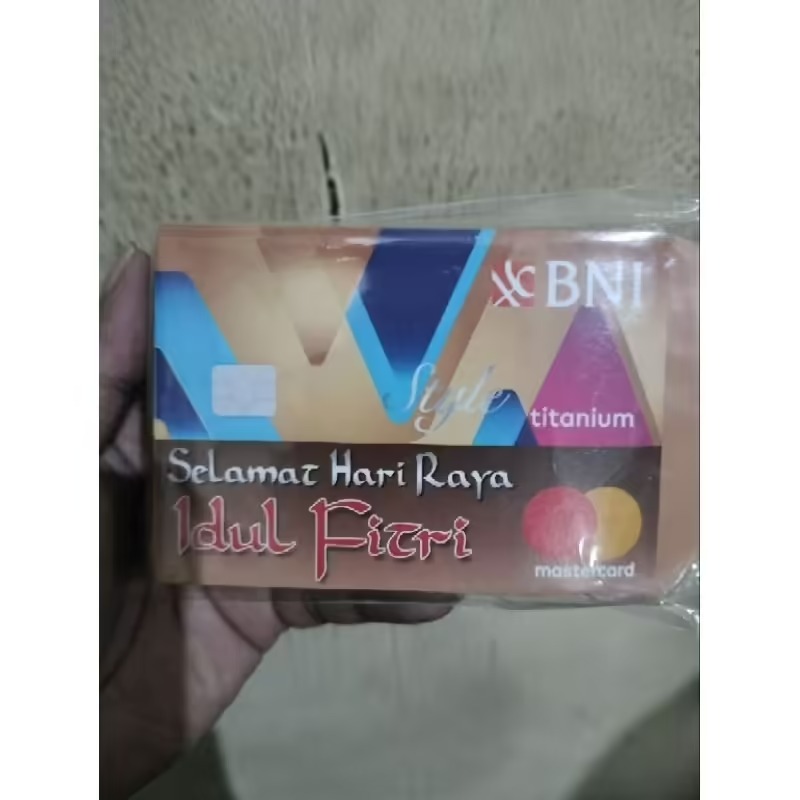 BNI
Style
titanium
Selamat Hari Raya
Idul Fitri
mastercard